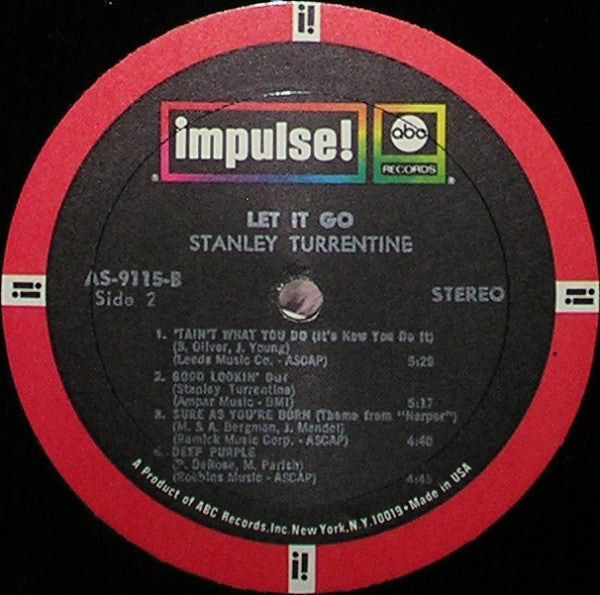 i!
impulse!
abc
RECORDS
LET IT GO
STANLEY TURRENTINE
AS-9115-B
Side 2
STEREO
i!
i!
1. 'TAIN'T WHAT YOU DO (It's How You Do It)
(S. Oliver, J. Young)
(Leeds Music Co. - ASCAP) 5:28
2. GOOD LOOKIN' Out
(Stanley Turrentine)
(Ampar Music - BMI) 5:17
3. SURE AS YOU'RE BORN (Theme from "Harper")
(M. & A. Bergman, J. Mandel)
(Remick Music Corp. - ASCAP) 4:40
4. DEEP PURPLE
(P. DeRose, M. Parish)
(Robbins Music - ASCAP)
A Product of ABC Records, Inc. New York, N.Y. 10019 • Made in USA
i!